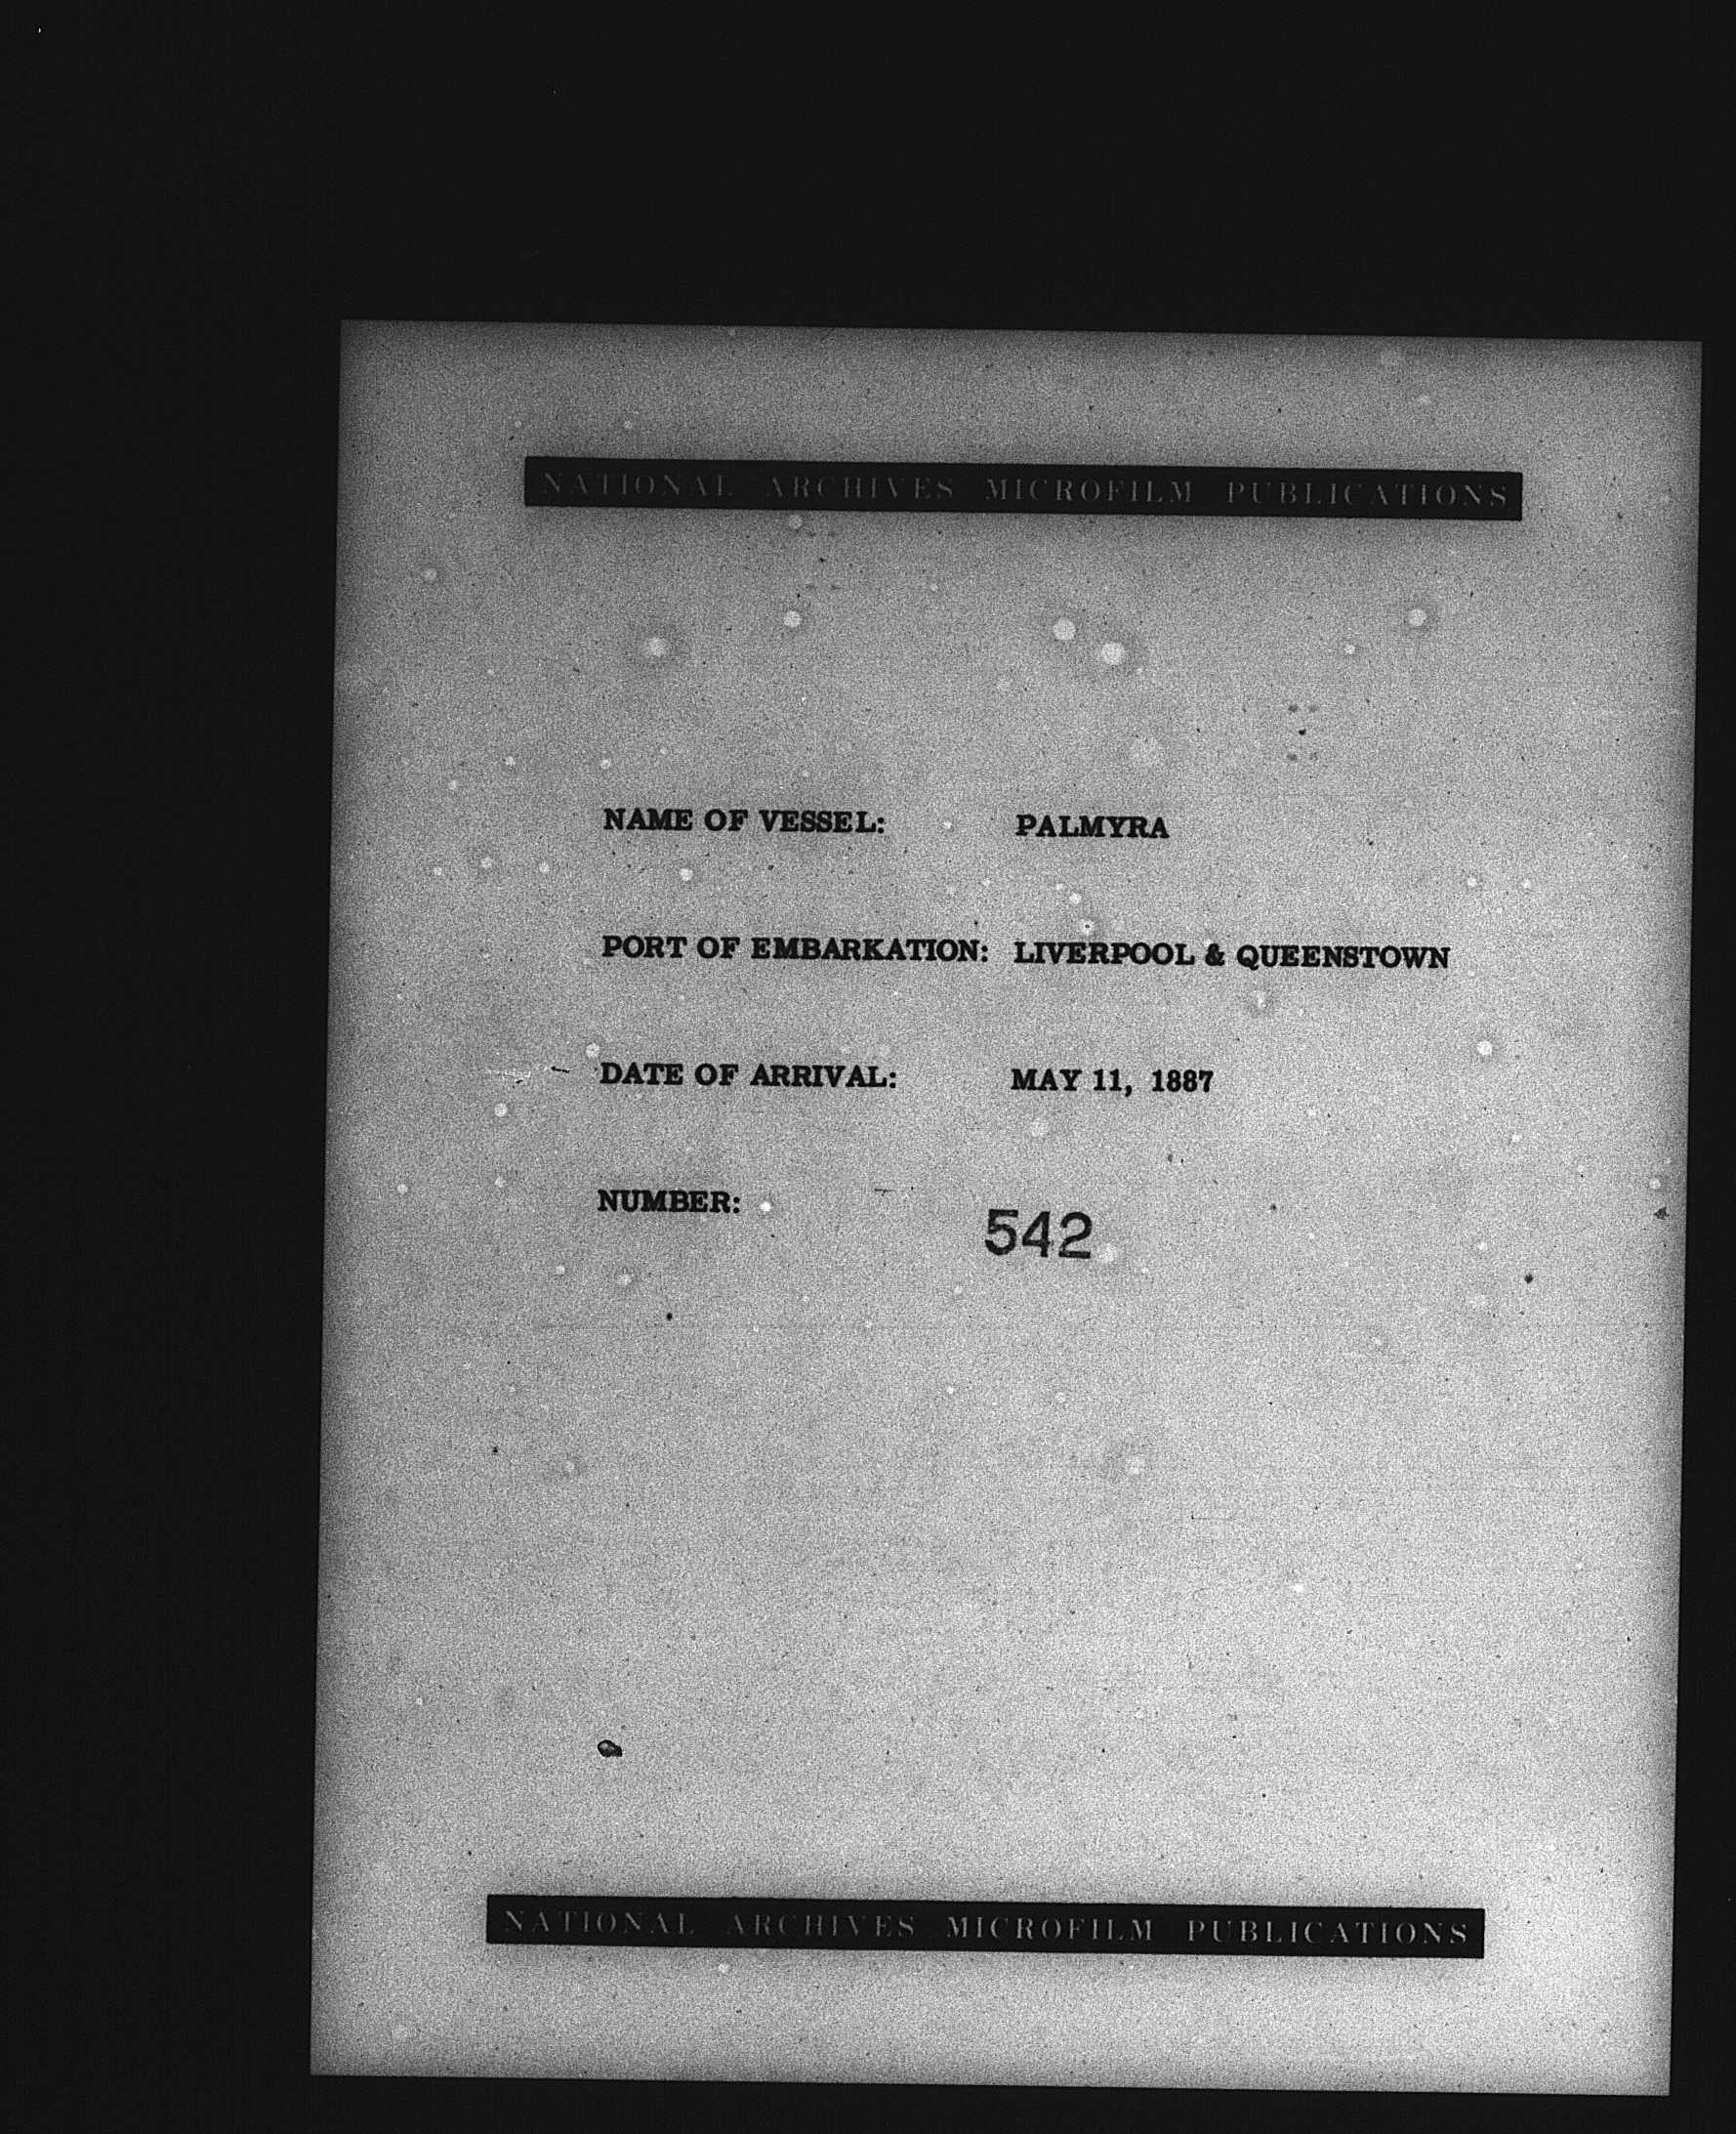 NATIONAL ARCHIVES MICROFILM PUBLICATIONS
NAME OF VESSEL: PALMYRA
PORT OF EMBARKATION: LIVERPOOL & QUEENSTOWN
DATE OF ARRIVAL: MAY 11, 1887
NUMBER: 542
NATIONAL ARCHIVES MICROFILM PUBLICATIONS